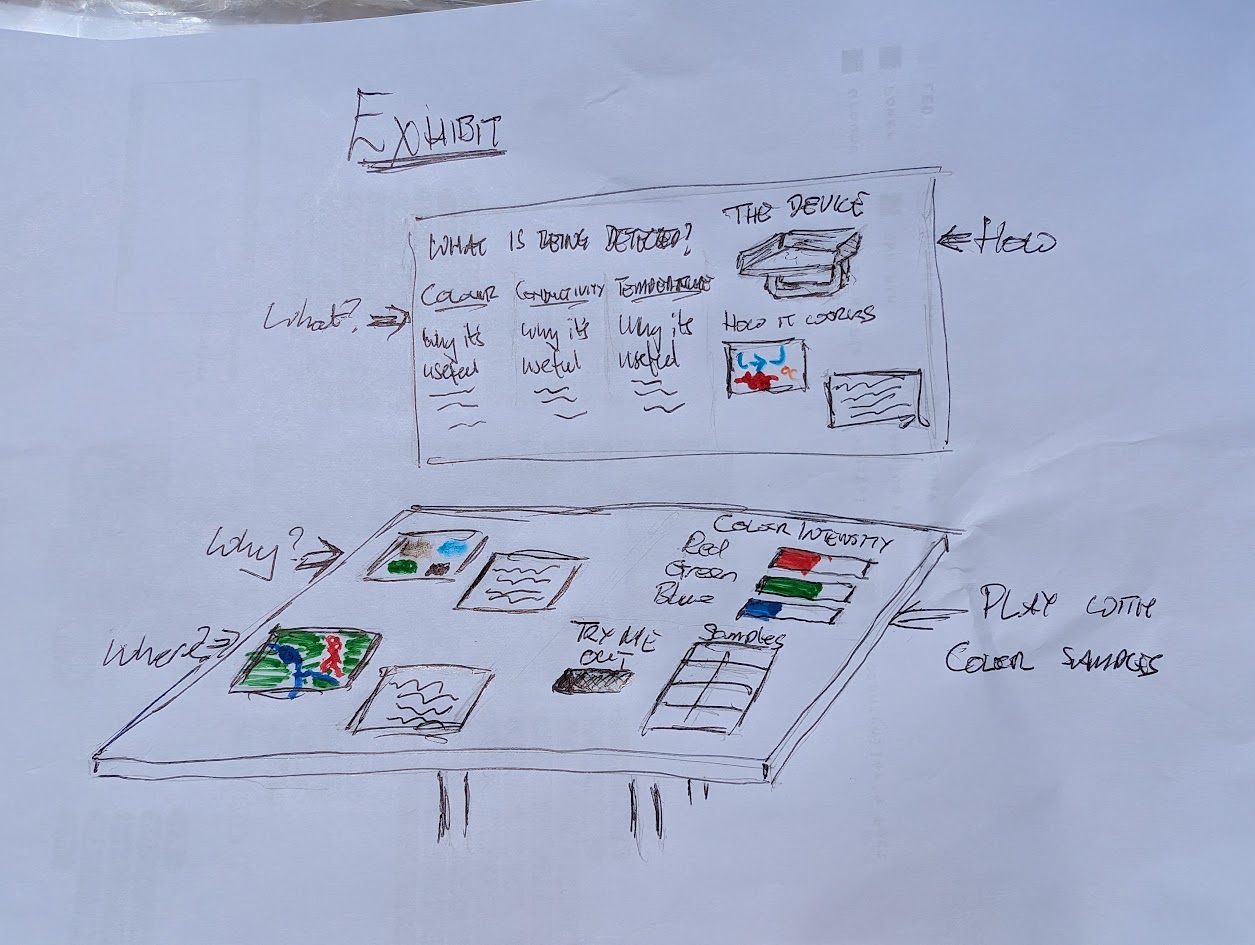 EXHIBIT
THE DEVICE
WHAT IS BEING DETECTED?
How
COLOUR
CONDUCTIVITY
TEMPERATURE
What?
Why it's
useful
Why it's
useful
Why it's
useful
HOW IT WORKS
°C
Why?
COLOUR INTENSITY
Red
Green
Blue
Where?
TRY ME
OUT
Samples
PLAY WITH
COLOR SAMPLES